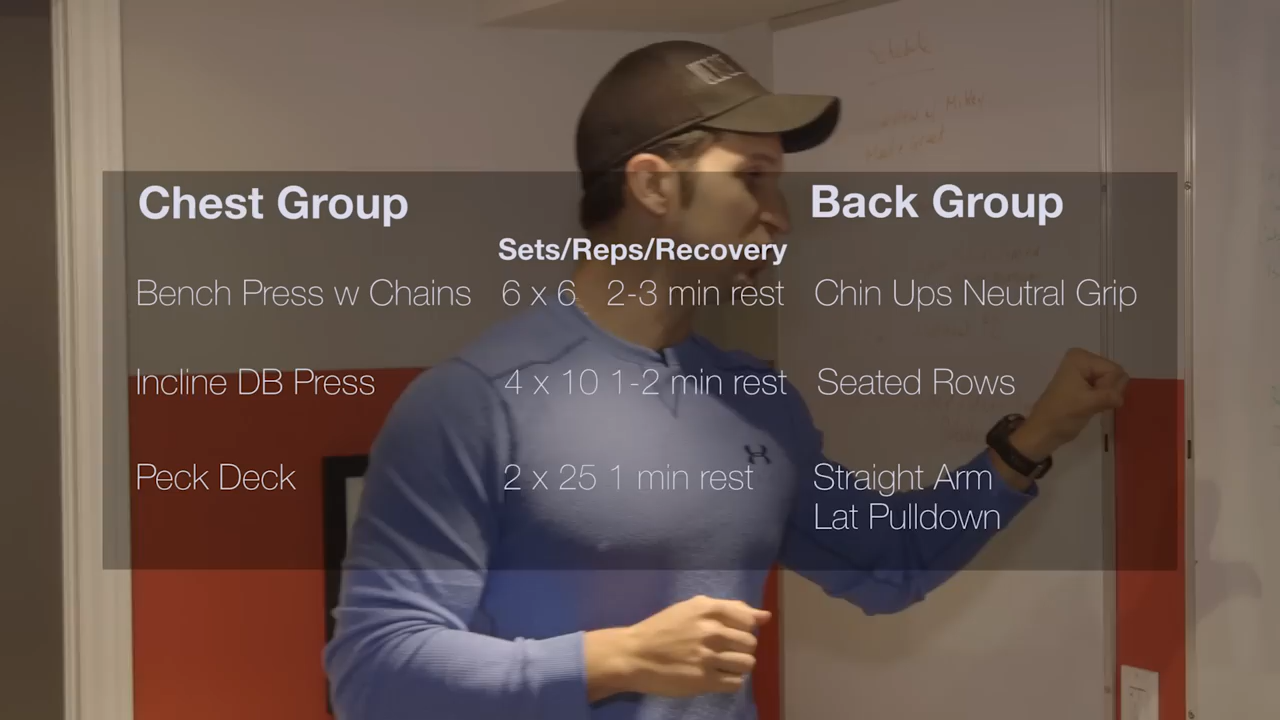 Chest Group
Back Group
Sets/Reps/Recovery
Bench Press w Chains 6 x 6 2-3 min rest Chin Ups Neutral Grip
Incline DB Press 4 x 10 1-2 min rest Seated Rows
Peck Deck 2 x 25 1 min rest Straight Arm
Lat Pulldown